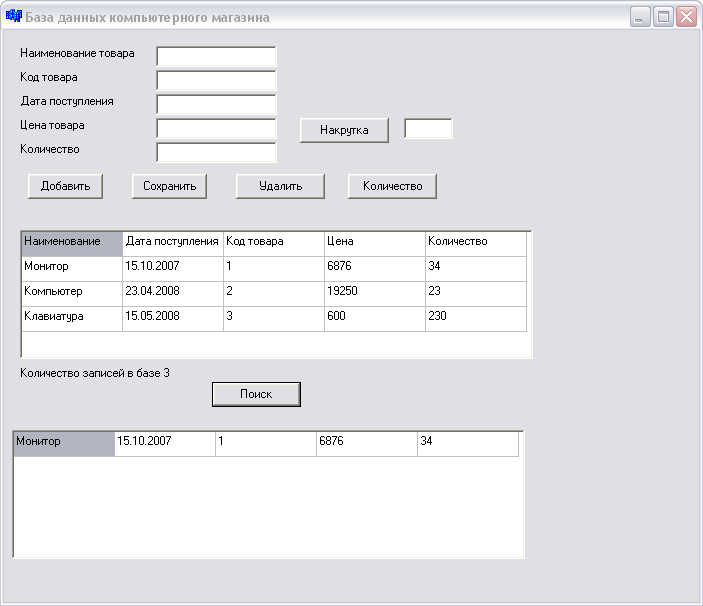 База данных компьютерного магазина
Наименование товара
Код товара
Дата поступления
Цена товара
Накрутка
Количество
Добавить Сохранить Удалить Количество
Наименование Дата поступления Код товара Цена Количество
Монитор 15.10.2007 1 6876 34
Компьютер 23.04.2008 2 19250 23
Клавиатура 15.05.2008 3 600 230
Количество записей в базе 3
Поиск
Монитор 15.10.2007 1 6876 34